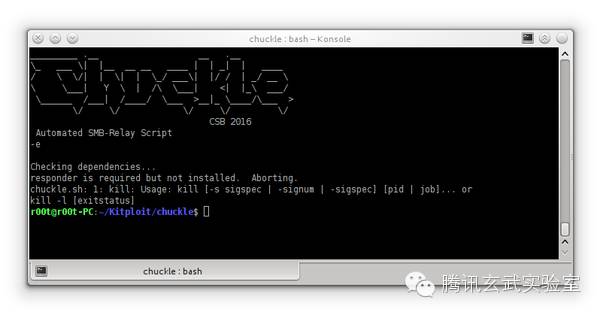 chuckle : bash – Konsole
Chuckle
CSB 2016
Automated SMB-Relay Script
-e
Checking dependencies...
responder is required but not installed.  Aborting.
chuckle.sh: 1: kill: Usage: kill [-s sigspec | -signum | -sigspec] [pid | job]... or
kill -l [exitstatus]
r00t@r00t-PC:~/Kitploit/chuckle$
chuckle : bash
腾讯玄武实验室